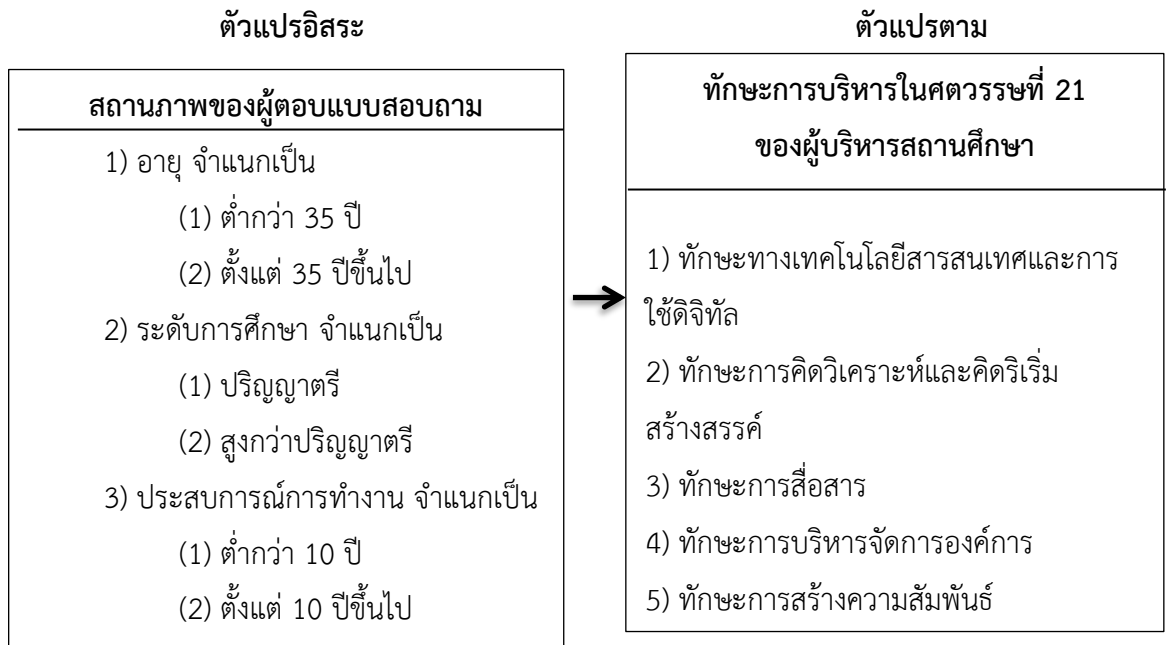 ตัวแปรอิสระ
สถานภาพของผู้ตอบแบบสอบถาม
1) อายุ จำแนกเป็น
(1) ต่ำกว่า 35 ปี
(2) ตั้งแต่ 35 ปีขึ้นไป
2) ระดับการศึกษา จำแนกเป็น
(1) ปริญญาตรี
(2) สูงกว่าปริญญาตรี
3) ประสบการณ์การทำงาน จำแนกเป็น
(1) ต่ำกว่า 10 ปี
(2) ตั้งแต่ 10 ปีขึ้นไป
ตัวแปรตาม
ทักษะการบริหารในศตวรรษที่ 21
ของผู้บริหารสถานศึกษา
1) ทักษะทางเทคโนโลยีสารสนเทศและการ
ใช้ดิจิทัล
2) ทักษะการคิดวิเคราะห์และคิดริเริ่ม
สร้างสรรค์
3) ทักษะการสื่อสาร
4) ทักษะการบริหารจัดการองค์การ
5) ทักษะการสร้างความสัมพันธ์